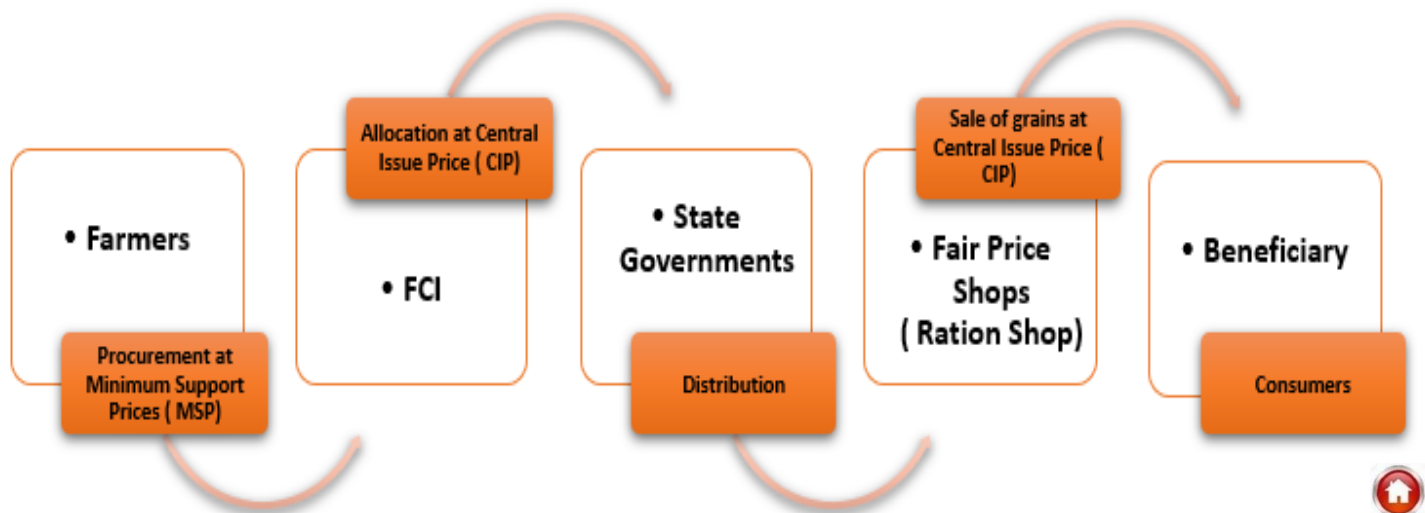 • Farmers
Procurement at
Minimum Support
Prices ( MSP)
Allocation at Central
Issue Price ( CIP)
• FCI
• State
Governments
Distribution
Sale of grains at
Central Issue Price (
CIP)
• Fair Price
Shops
( Ration Shop)
• Beneficiary
Consumers